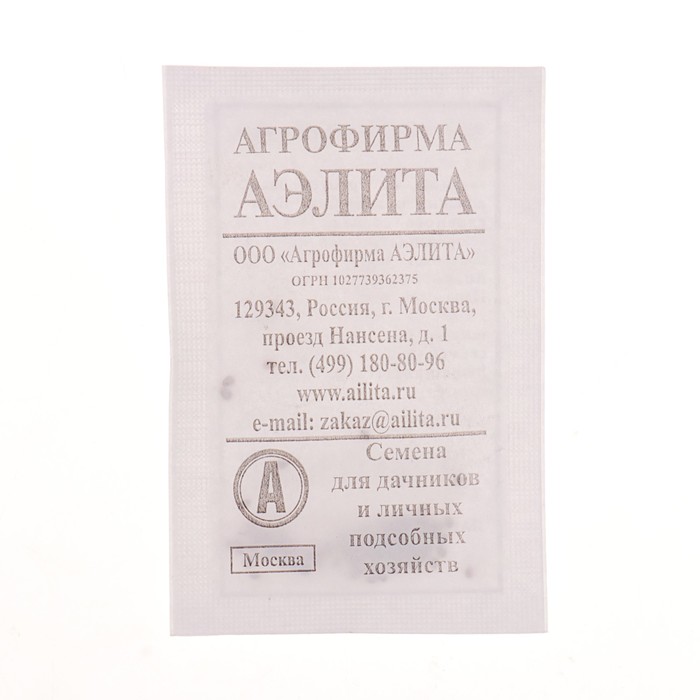 АГРОФИРМА
АЭЛИТА
ООО «Агрофирма АЭЛИТА»
ОГРН 1027739362375
129343, Россия, г. Москва,
проезд Нансена, д. 1
тел. (499) 180-80-96
www.ailita.ru
e-mail: zakaz@ailita.ru
А
Москва
Семена
для дачников
и личных
подсобных
хозяйств